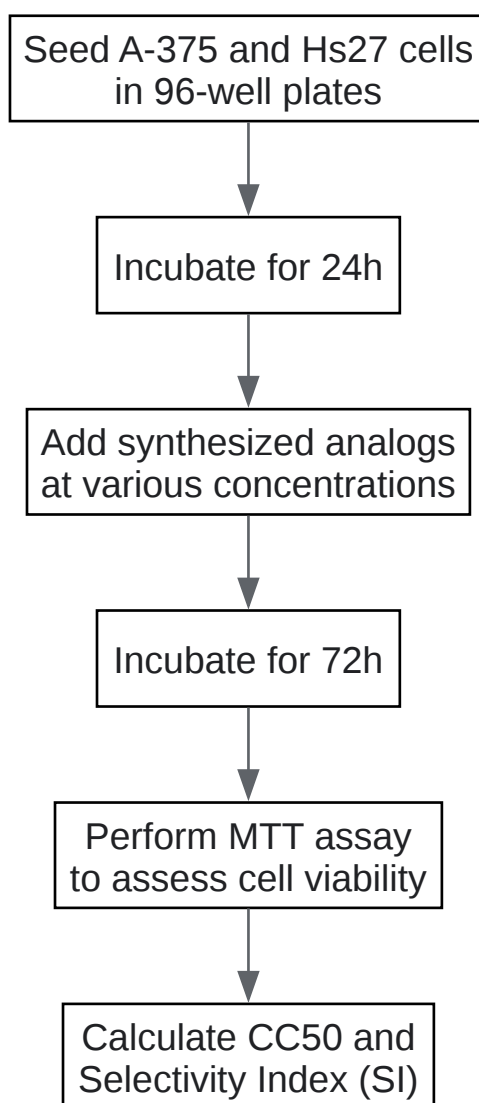 Seed A-375 and Hs27 cells
in 96-well plates
Incubate for 24h
Add synthesized analogs
at various concentrations
Incubate for 72h
Perform MTT assay
to assess cell viability
Calculate CC50 and
Selectivity Index (SI)